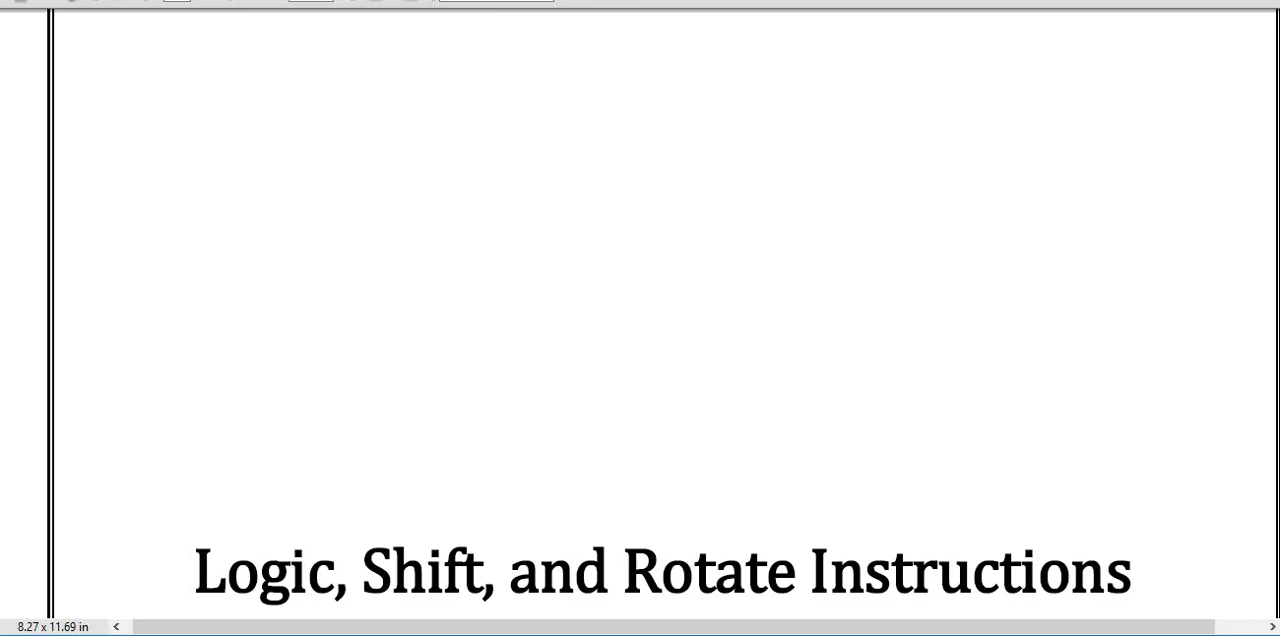 Logic, Shift, and Rotate Instructions
8.27 x 11.69 in